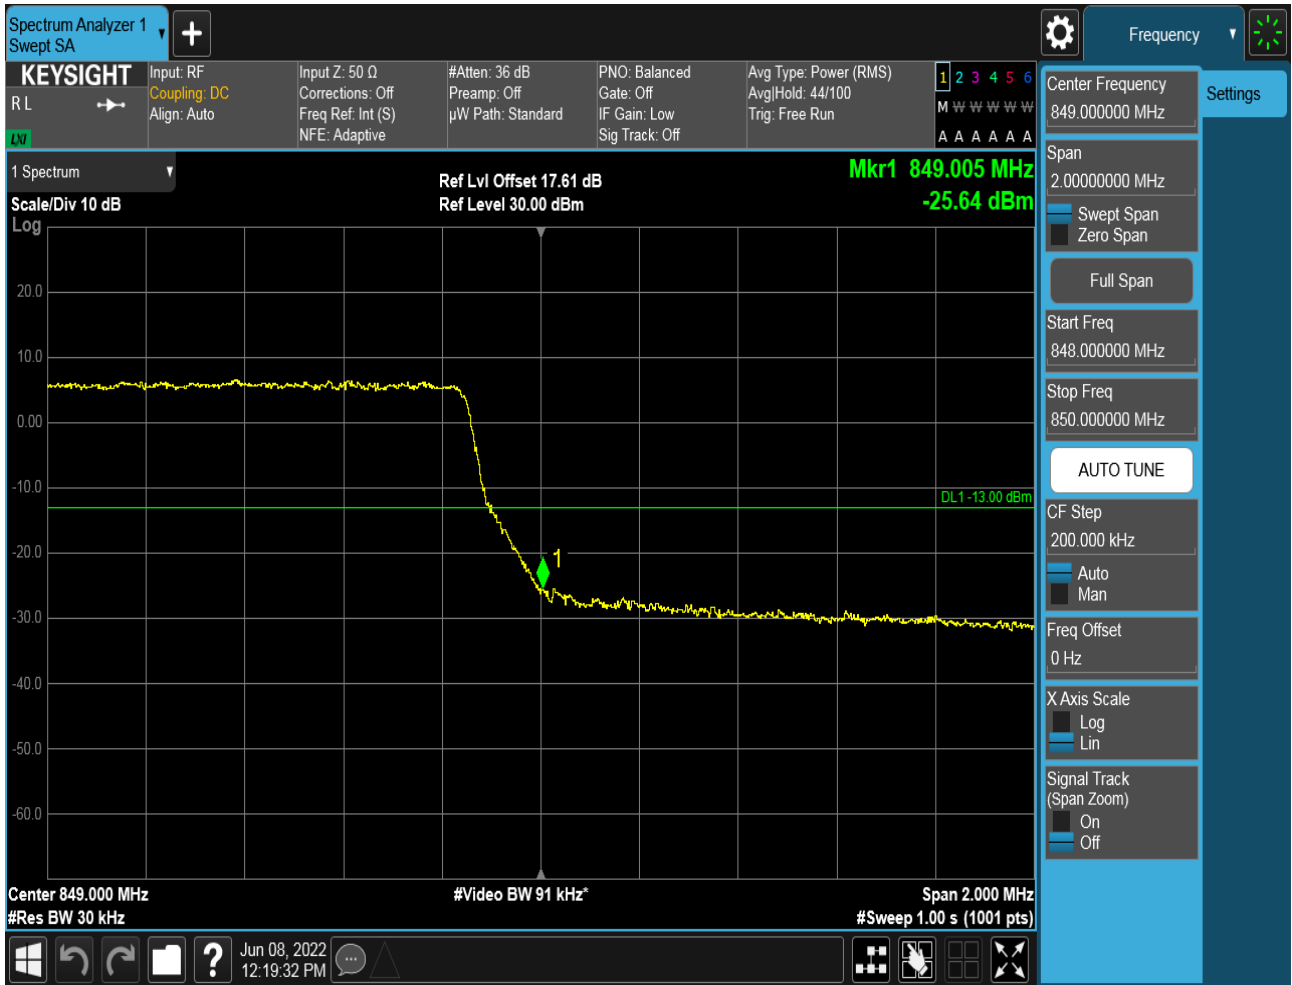 Spectrum Analyzer 1
Swept SA
Frequency
KEYSIGHT
R L
LXI
Input: RF
Coupling: DC
Align: Auto
Input Z: 50 Ω
Corrections: Off
Freq Ref: Int (S)
NFE: Adaptive
#Atten: 36 dB
Preamp: Off
µW Path: Standard
PNO: Balanced
Gate: Off
IF Gain: Low
Sig Track: Off
Avg Type: Power (RMS)
Avg|Hold: 44/100
Trig: Free Run
1 2 3 4 5 6
M W W W W W
A A A A A A
1 Spectrum
Scale/Div 10 dB
Log
Ref Lvl Offset 17.61 dB
Ref Level 30.00 dBm
Mkr1 849.005 MHz
-25.64 dBm
20.0
10.0
0.00
-10.0
-20.0
-30.0
-40.0
-50.0
-60.0
DL1 -13.00 dBm
1
Center 849.000 MHz
#Res BW 30 kHz
#Video BW 91 kHz*
Span 2.000 MHz
#Sweep 1.00 s (1001 pts)
Center Frequency
849.000000 MHz
Settings
Span
2.00000000 MHz
Swept Span
Zero Span
Full Span
Start Freq
848.000000 MHz
Stop Freq
850.000000 MHz
AUTO TUNE
CF Step
200.000 kHz
Auto
Man
Freq Offset
0 Hz
X Axis Scale
Log
Lin
Signal Track
(Span Zoom)
On
Off
?
Jun 08, 2022
12:19:32 PM